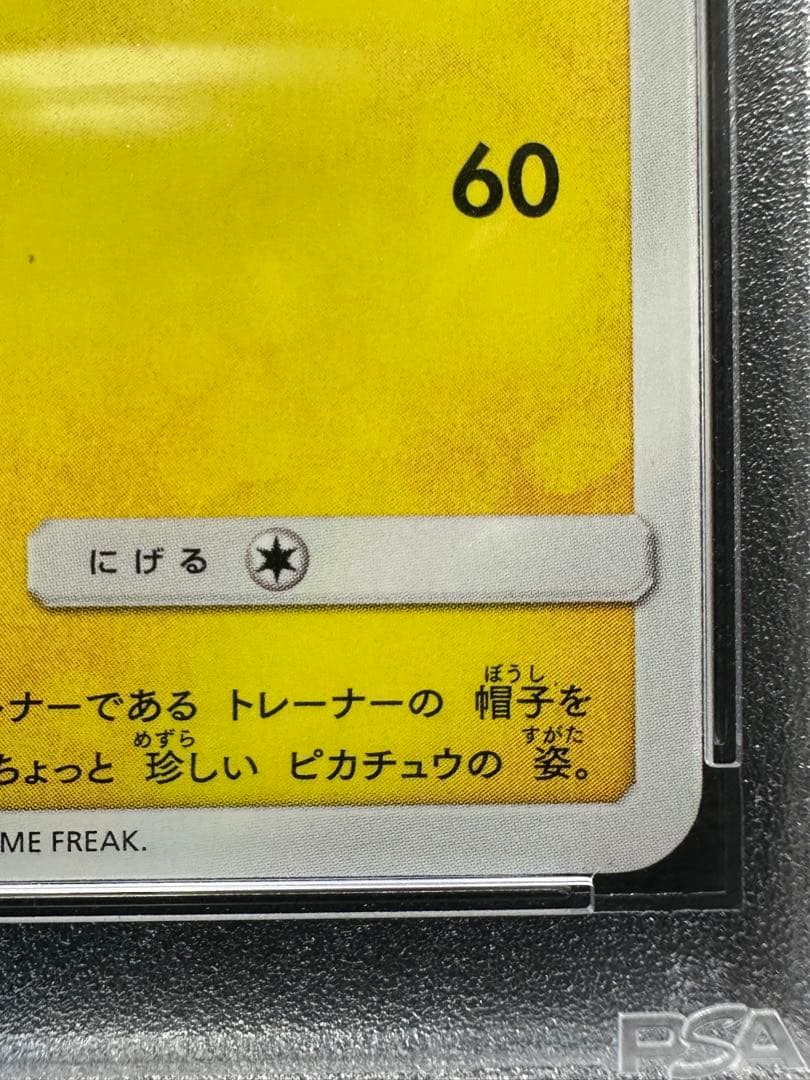 60
にげる
ナーである トレーナーの 帽子を
ぼうし
ちょっと 珍しい ピカチュウの 姿。
めずら
すがた
ME FREAK.
PSA